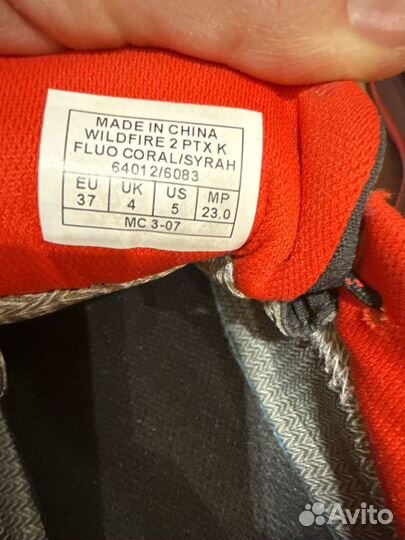 MADE IN CHINA
WILDFIRE 2 PTX K
FLUO CORAL/SYRAH
64012/6083
EU UK US MP
37 4 5 23.0
MC 3-07
Avito